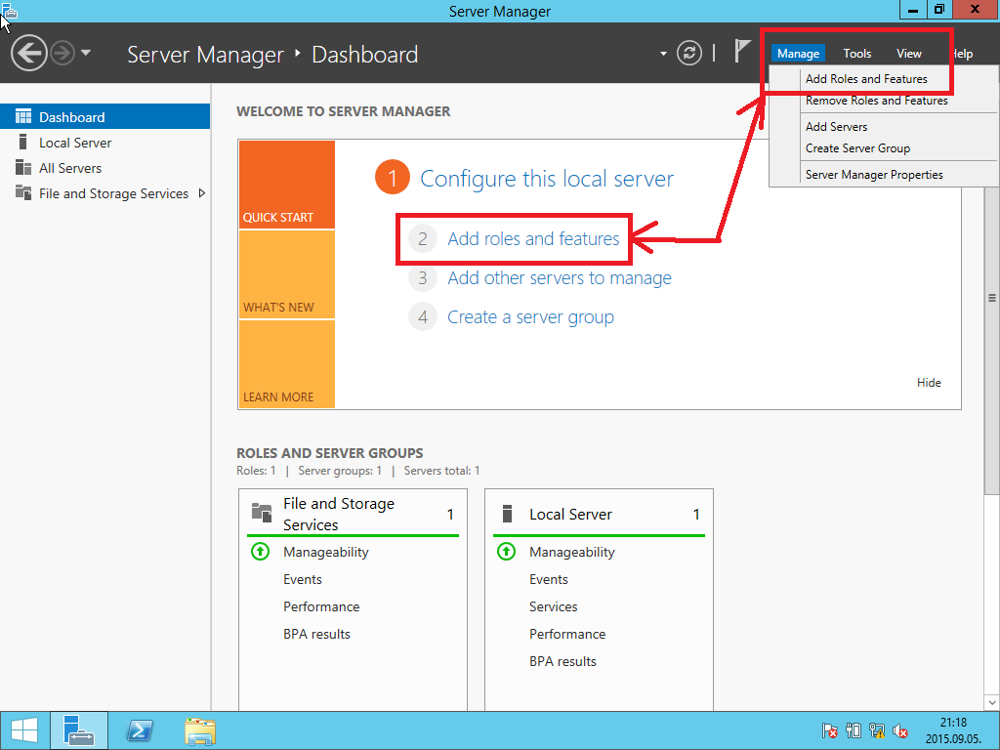 Server Manager
Server Manager ‣ Dashboard
Manage Tools View Help
Add Roles and Features
Remove Roles and Features
Add Servers
Create Server Group
Server Manager Properties
Dashboard
Local Server
All Servers
File and Storage Services
WELCOME TO SERVER MANAGER
QUICK START
WHAT'S NEW
LEARN MORE
1 Configure this local server
2 Add roles and features
3 Add other servers to manage
4 Create a server group
Hide
ROLES AND SERVER GROUPS
Roles: 1 | Server groups: 1 | Servers total: 1
File and Storage
Services 1
Manageability
Events
Performance
BPA results
Local Server 1
Manageability
Events
Services
Performance
BPA results
21:18
2015.09.05.